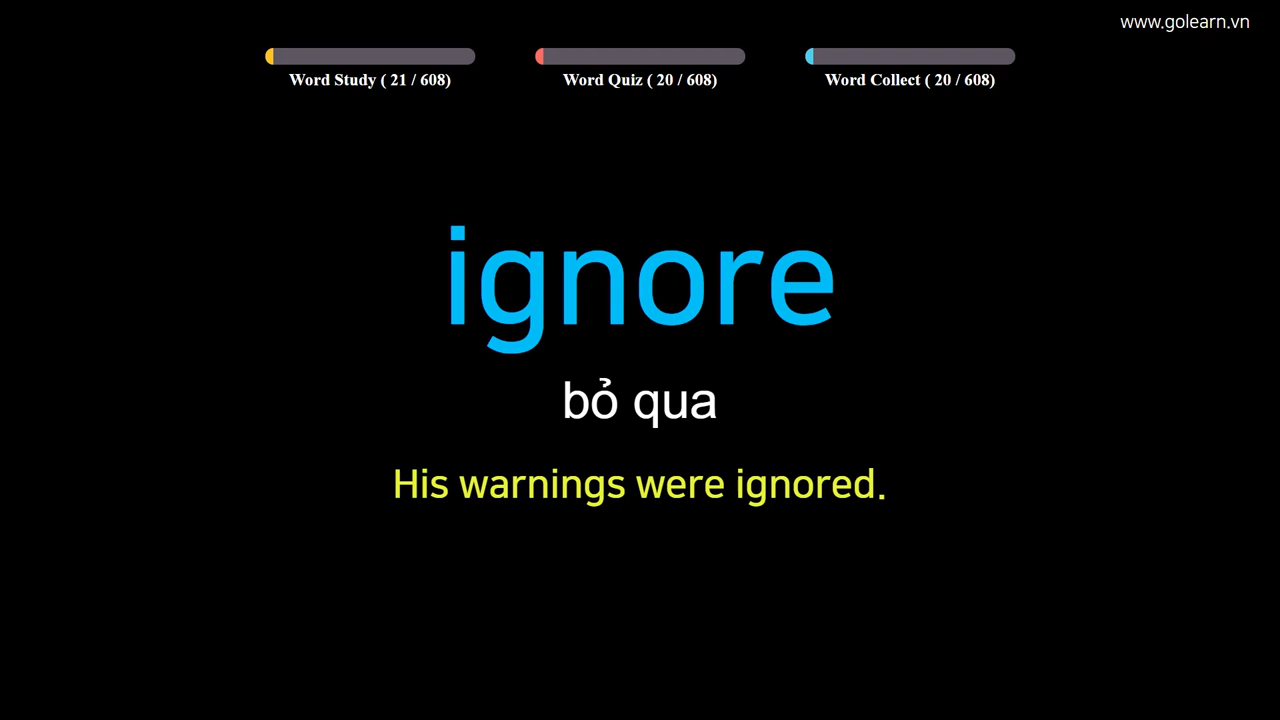 www.golearn.vn
Word Study ( 21 / 608)
Word Quiz ( 20 / 608)
Word Collect ( 20 / 608)
ignore
bỏ qua
His warnings were ignored.